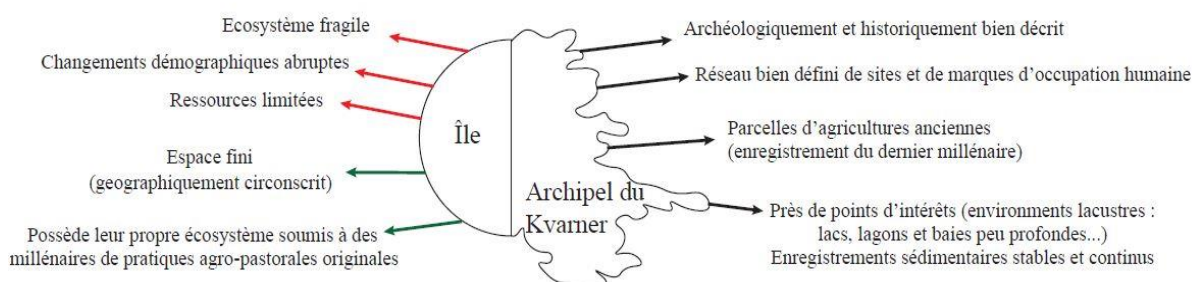 Ecosystème fragile
Changements démographiques abruptes
Ressources limitées
Espace fini
(geographiquement circonscrit)
Possède leur propre écosystème soumis à des
millénaires de pratiques agro-pastorales originales
Île
Archipel du
Kvarner
Archéologiquement et historiquement bien décrit
Réseau bien défini de sites et de marques d'occupation humaine
Parcelles d'agricultures anciennes
(enregistrement du dernier millénaire)
Près de points d'intérêts (environments lacustres :
lacs, lagons et baies peu profondes...)
Enregistrements sédimentaires stables et continus